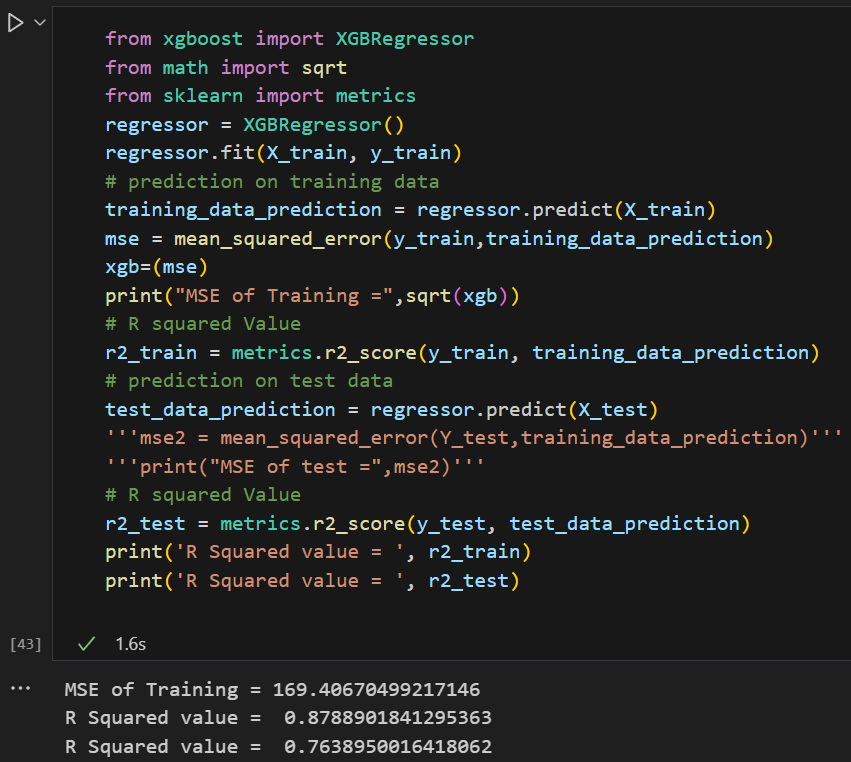 from xgboost import XGBRegressor
from math import sqrt
from sklearn import metrics
regressor = XGBRegressor()
regressor.fit(X_train, y_train)
# prediction on training data
training_data_prediction = regressor.predict(X_train)
mse = mean_squared_error(y_train,training_data_prediction)
xgb=(mse)
print("MSE of Training =",sqrt(xgb))
# R squared Value
r2_train = metrics.r2_score(y_train, training_data_prediction)
# prediction on test data
test_data_prediction = regressor.predict(X_test)
'''mse2 = mean_squared_error(Y_test,training_data_prediction)'''
'''print("MSE of test =",mse2)'''
# R squared Value
r2_test = metrics.r2_score(y_test, test_data_prediction)
print('R Squared value = ', r2_train)
print('R Squared value = ', r2_test)
[43] 1.6s
... MSE of Training = 169.40670499217146
R Squared value =  0.8788901841295363
R Squared value =  0.7638950016418062